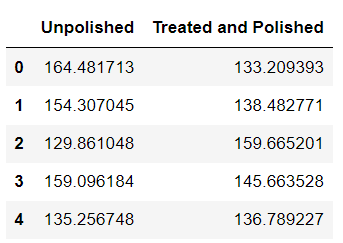 Unpolished Treated and Polished
0 164.481713 133.209393
1 154.307045 138.482771
2 129.861048 159.665201
3 159.096184 145.663528
4 135.256748 136.789227